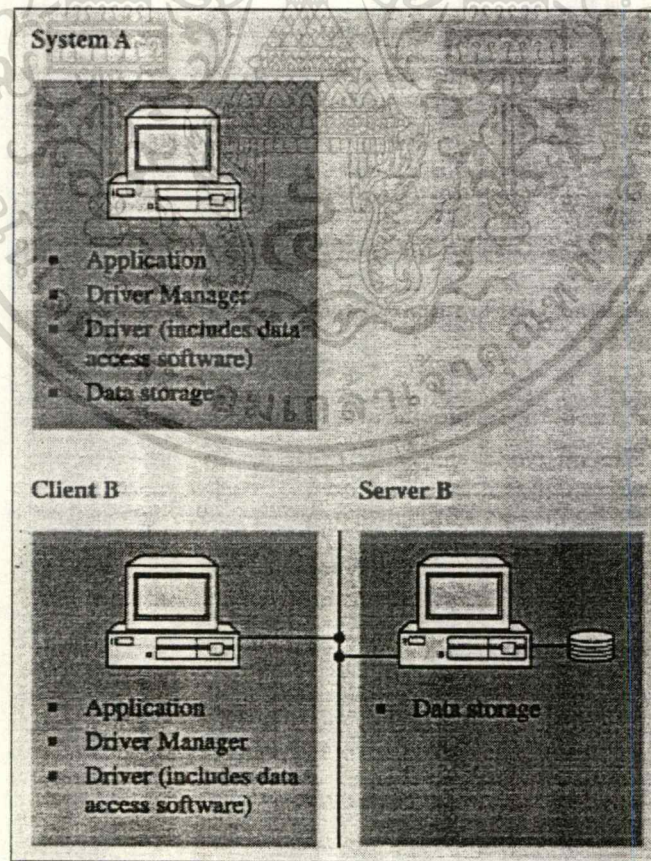 System A
▪ Application
▪ Driver Manager
▪ Driver (includes data
access software)
▪ Data storage
Client B
Server B
▪ Application
▪ Driver Manager
▪ Driver (includes data
access software)
▪ Data storage